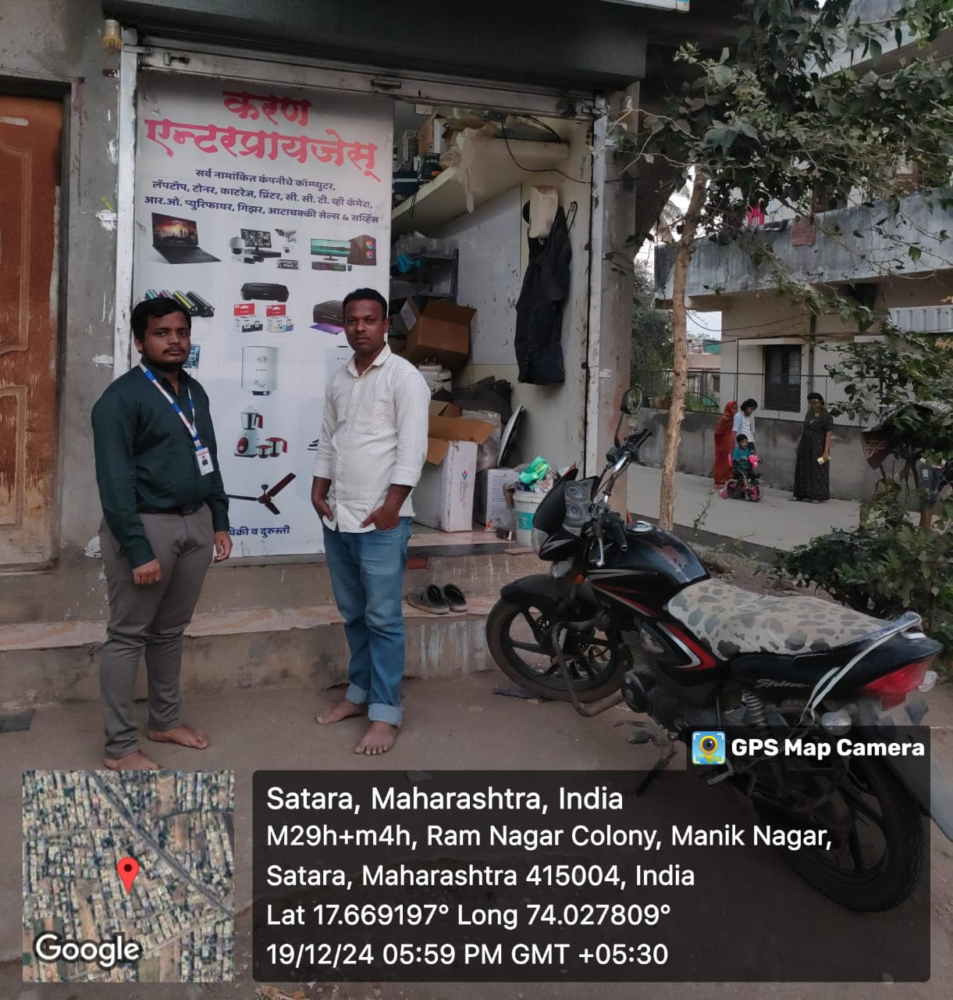 करण
एन्टरप्रायजेस्
सर्व नामांकित कंपनीचे कॉम्प्युटर,
लॅपटॉप, टोनर, काटरेज, प्रिंटर, सी. सी. टी. व्ही कॅमेरा,
आर.ओ. प्युरिफायर, गिझर, आटाचक्की सेल्स & सर्व्हिस
विक्री व दुरुस्ती
Shine
GPS Map Camera
Satara, Maharashtra, India
M29h+m4h, Ram Nagar Colony, Manik Nagar,
Satara, Maharashtra 415004, India
Lat 17.669197° Long 74.027809°
19/12/24 05:59 PM GMT +05:30
Google